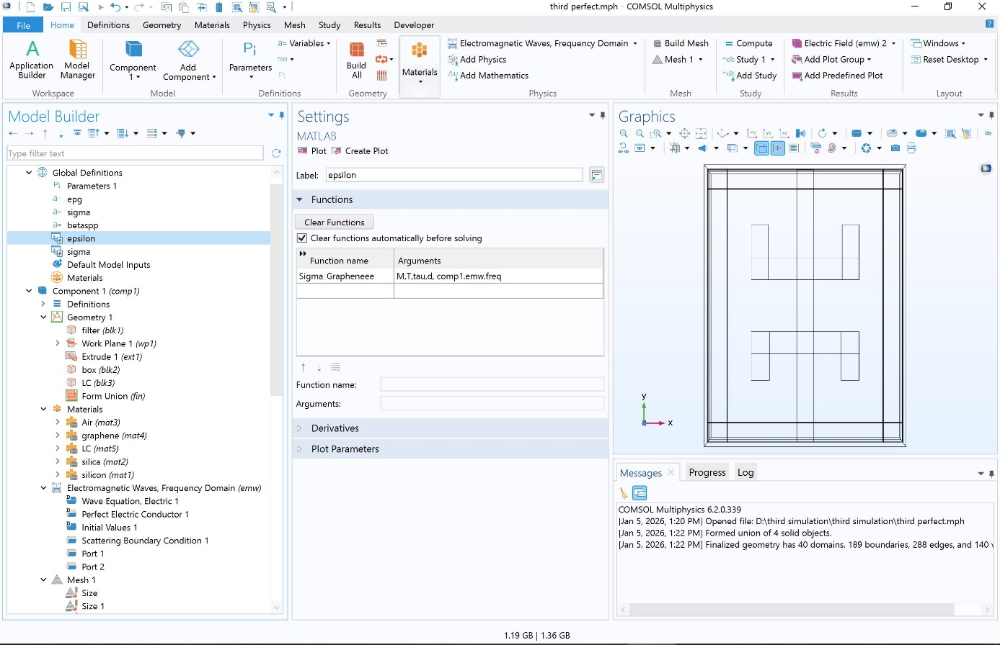 third perfect.mph - COMSOL Multiphysics
File Home Definitions Geometry Materials Physics Mesh Study Results Developer
Application Builder
Model Manager
Workspace
Component 1
Add Component
Model
Parameters
a= Variables
Pi
Definitions
Build All
Geometry
Materials
Electromagnetic Waves, Frequency Domain
Add Physics
Add Mathematics
Physics
Build Mesh
Mesh 1
Mesh
Compute
Study 1
Add Study
Study
Electric Field (emw) 2
Add Plot Group
Add Predefined Plot
Results
Windows
Reset Desktop
Layout
Model Builder
Type filter text
Global Definitions
Pi Parameters 1
a= epg
a= sigma
a= betaspp
epsilon
sigma
Default Model Inputs
Materials
Component 1 (comp1)
Definitions
Geometry 1
filter (blk1)
Work Plane 1 (wp1)
Extrude 1 (ext1)
box (blk2)
LC (blk3)
Form Union (fin)
Materials
Air (mat3)
graphene (mat4)
LC (mat5)
silica (mat2)
silicon (mat1)
Electromagnetic Waves, Frequency Domain (emw)
Wave Equation, Electric 1
Perfect Electric Conductor 1
Initial Values 1
Scattering Boundary Condition 1
Port 1
Port 2
Mesh 1
Size
Size 1
Settings
MATLAB
Plot Create Plot
Label: epsilon
Functions
Clear Functions
Clear functions automatically before solving
Function name Arguments
Sigma_Grapheneee M,T,tau,d, comp1.emw.freq
Function name:
Arguments:
Derivatives
Plot Parameters
Graphics
xy yz xz
y
x
Messages Progress Log
COMSOL Multiphysics 6.2.0.339
[Jan 5, 2026, 1:20 PM] Opened file: D:\third simulation\third simulation\third perfect.mph
[Jan 5, 2026, 1:22 PM] Formed union of 4 solid objects.
[Jan 5, 2026, 1:22 PM] Finalized geometry has 40 domains, 189 boundaries, 288 edges, and 140
1.19 GB | 1.36 GB